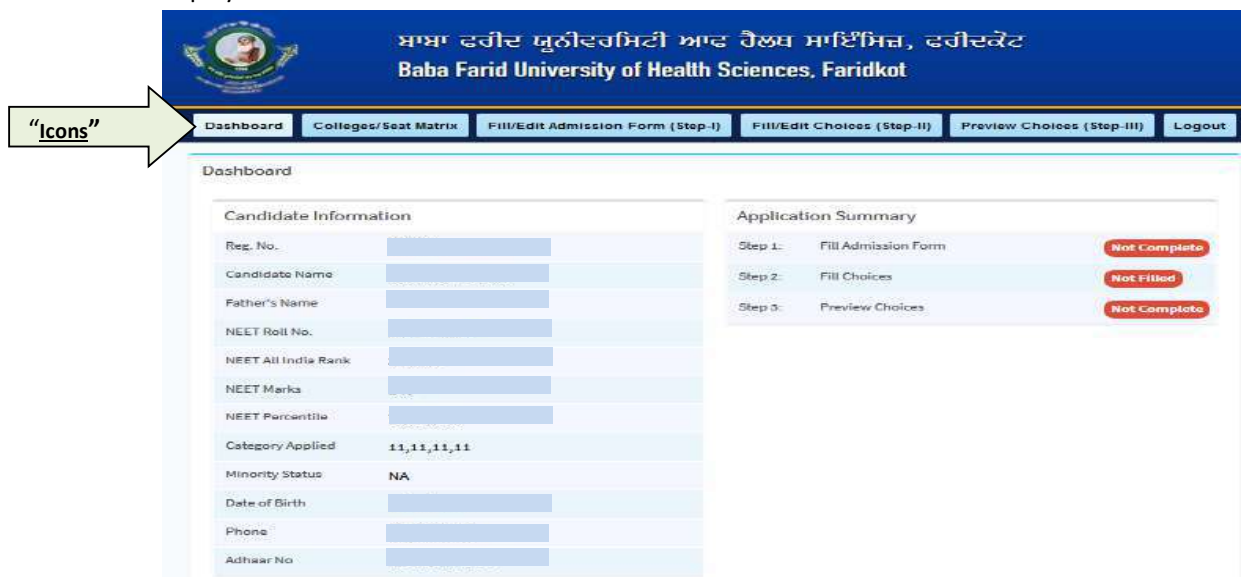 ਬਾਬਾ ਫਰੀਦ ਯੂਨੀਵਰਸਿਟੀ ਆਫ ਹੈਲਥ ਸਾਇੰਸਿਜ਼, ਫਰੀਦਕੋਟ
Baba Farid University of Health Sciences, Faridkot
“Icons”
Dashboard Colleges/Seat Matrix Fill/Edit Admission Form (Step-I) Fill/Edit Choices (Step-II) Preview Choices (Step-III) Logout
Dashboard
Candidate Information
Reg. No.
Candidate Name
Father's Name
NEET Roll No.
NEET All India Rank
NEET Marks
NEET Percentile
Category Applied 11,11,11,11
Minority Status NA
Date of Birth
Phone
Adhaar No
Application Summary
Step 1: Fill Admission Form Not Complete
Step 2: Fill Choices Not Filled
Step 3: Preview Choices Not Complete